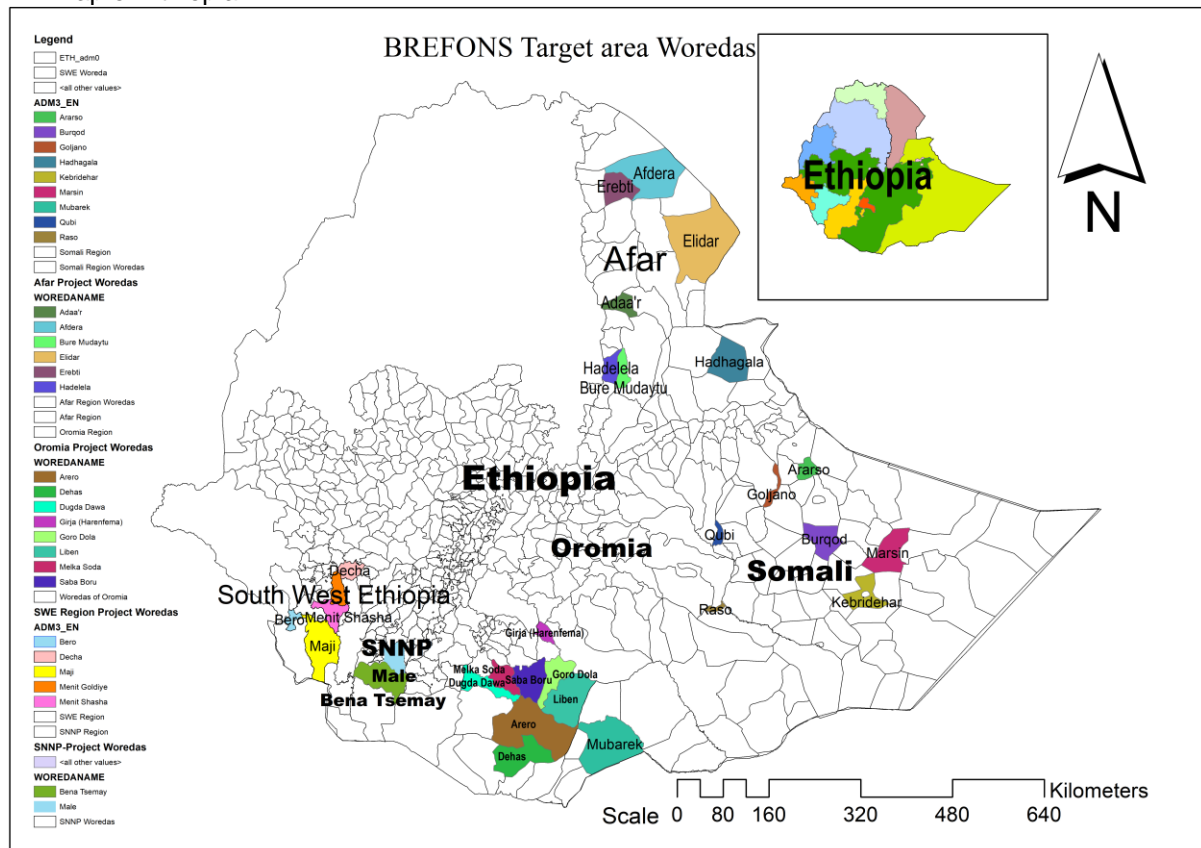 BREFONS Target area Woredas
Legend
ETH_adm0
SWE Woreda
<all other values>
ADM3_EN
Ararso
Burqod
Goljano
Hadhagala
Kebridehar
Marsin
Mubarek
Qubi
Raso
Somali Region
Somali Region Woredas
Afar Project Woredas
WOREDANAME
Adaa'r
Afdera
Bure Mudaytu
Elidar
Erebti
Hadelela
Afar Region Woredas
Afar Region
Oromia Region
Oromia Project Woredas
WOREDANAME
Arero
Dehas
Dugda Dawa
Girja (Harenfema)
Goro Dola
Liben
Melka Soda
Saba Boru
Woredas of Oromia
SWE Region Project Woredas
ADM3_EN
Bero
Decha
Maji
Menit Goldiye
Menit Shasha
SWE Region
SNNP Region
SNNP-Project Woredas
<all other values>
WOREDANAME
Bena Tsemay
Male
SNNP Woredas
Ethiopia
N
Afdera
Erebti
Elidar
Afar
Adaa'r
Hadhagala
Hadelela
Bure Mudaytu
Ethiopia
Ararso
Goljano
Qubi
Oromia
Burqod
Marsin
Somali
Decha
South West Ethiopia
Kebridehar
Raso
Bero
Menit Shasha
Girja (Harenfema)
Maji
SNNP
Melka Soda
Goro Dola
Male
Dugda Dawa
Saba Boru
Bena Tsemay
Liben
Arero
Mubarek
Dehas
Kilometers
Scale 0 80 160 320 480 640